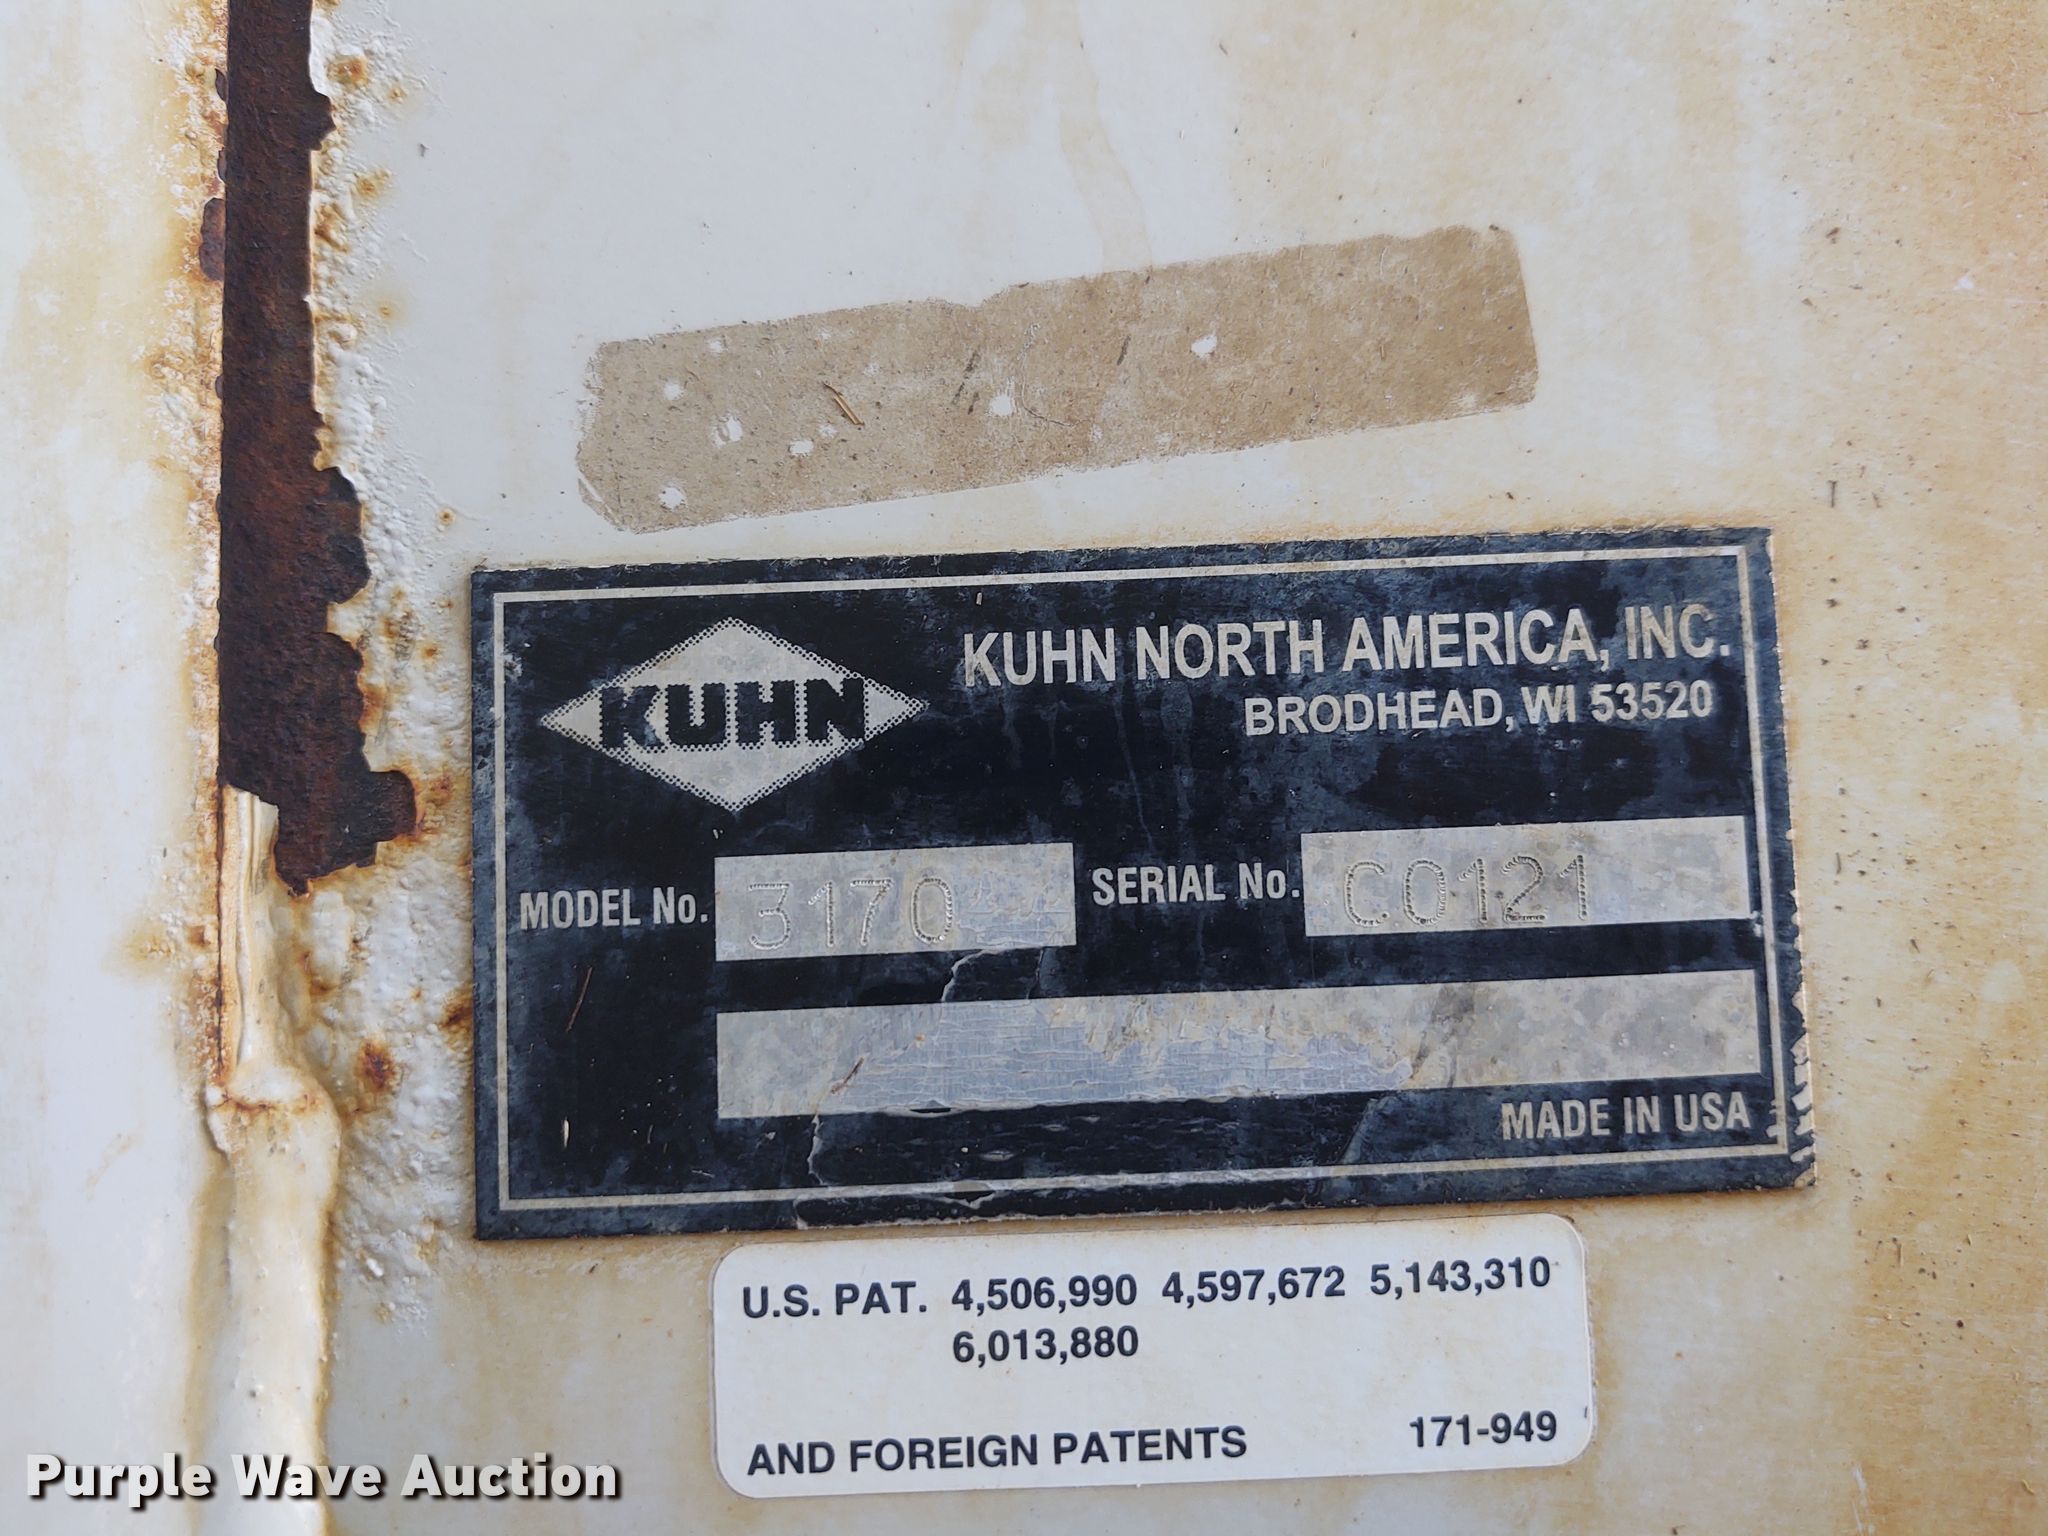 KUHN
KUHN NORTH AMERICA, INC.
BRODHEAD, WI 53520
MODEL No. 3170 SERIAL No. C0121
MADE IN USA
U.S. PAT. 4,506,990 4,597,672 5,143,310
6,013,880
AND FOREIGN PATENTS 171-949
Purple Wave Auction